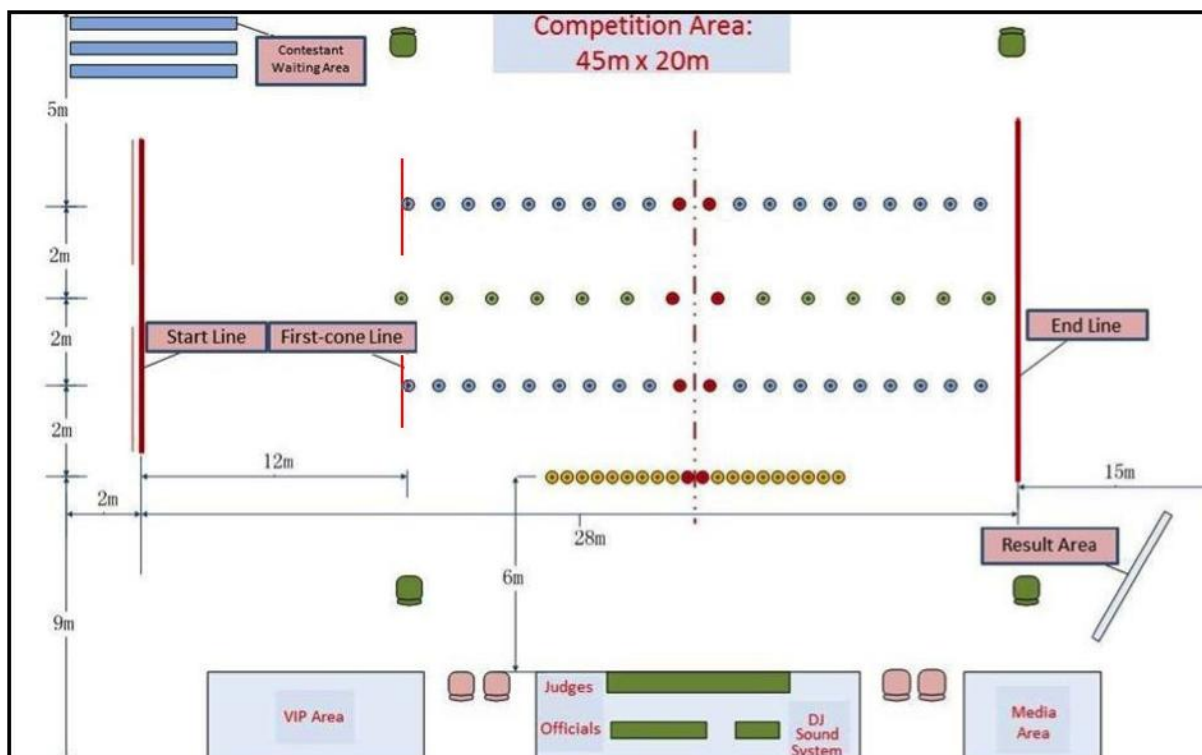 Competition Area:
45m x 20m
Contestant
Waiting Area
5m
2m
2m
2m
Start Line
First-cone Line
End Line
12m
2m
28m
15m
6m
9m
Result Area
VIP Area
Judges
Officials
DJ
Sound
System
Media
Area